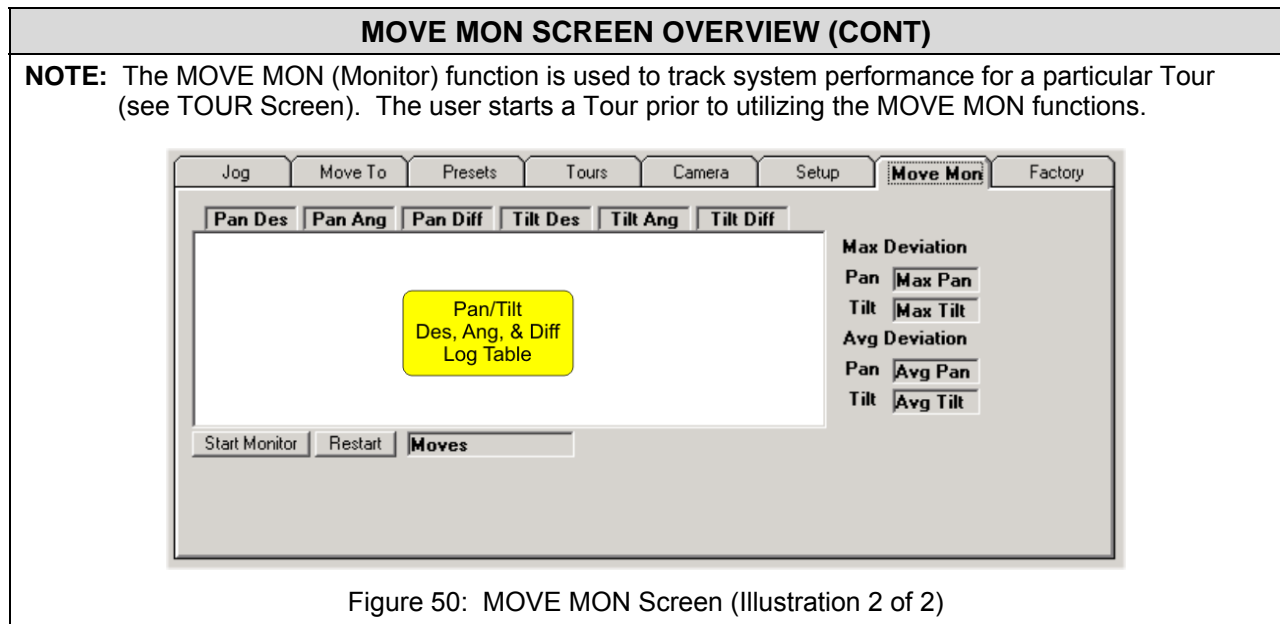 MOVE MON SCREEN OVERVIEW (CONT)
NOTE: The MOVE MON (Monitor) function is used to track system performance for a particular Tour
(see TOUR Screen). The user starts a Tour prior to utilizing the MOVE MON functions.
Jog Move To Presets Tours Camera Setup Move Mon Factory
Pan Des Pan Ang Pan Diff Tilt Des Tilt Ang Tilt Diff
Pan/Tilt
Des, Ang, & Diff
Log Table
Max Deviation
Pan Max Pan
Tilt Max Tilt
Avg Deviation
Pan Avg Pan
Tilt Avg Tilt
Start Monitor Restart Moves
Figure 50: MOVE MON Screen (Illustration 2 of 2)